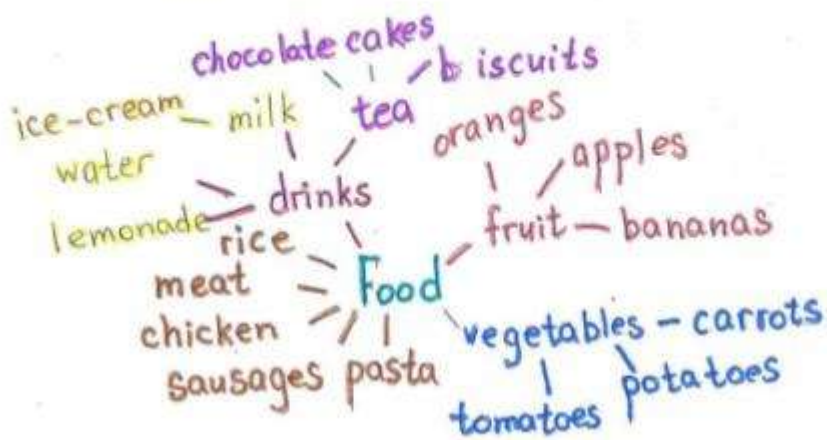 chocolate cakes
biscuits
ice-cream
milk
tea
oranges
water
apples
drinks
lemonade
fruit
bananas
rice
meat
Food
chicken
vegetables - carrots
sausages
pasta
potatoes
tomatoes